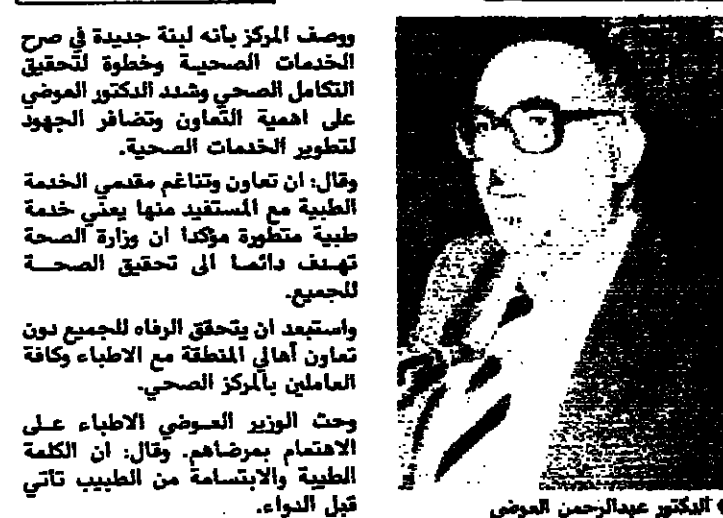 ووصف المركز بأنه لبنة جديدة في صرح
الخدمات الصحية وخطوة لتحقيق
التكامل الصحي وشدد الدكتور العوضي
على اهمية التعاون وتضافر الجهود
لتطوير الخدمات الصحية.
وقال: ان تعاون وتناغم مقدمي الخدمة
الطبية مع المستفيد منها يعني خدمة
طبية متطورة مؤكدا ان وزارة الصحة
تهدف دائما الى تحقيق الصحة
للجميع.
واستبعد ان يتحقق الرفاه للجميع دون
تعاون أهالي المنطقة مع الاطباء وكافة
العاملين بالمركز الصحي.
وحث الوزير العوضي الاطباء على
الاهتمام بمرضاهم. وقال: ان الكلمة
الطيبة والابتسامة من الطبيب تأتي
قبل الدواء.
الدكتور عبدالرحمن العوضي